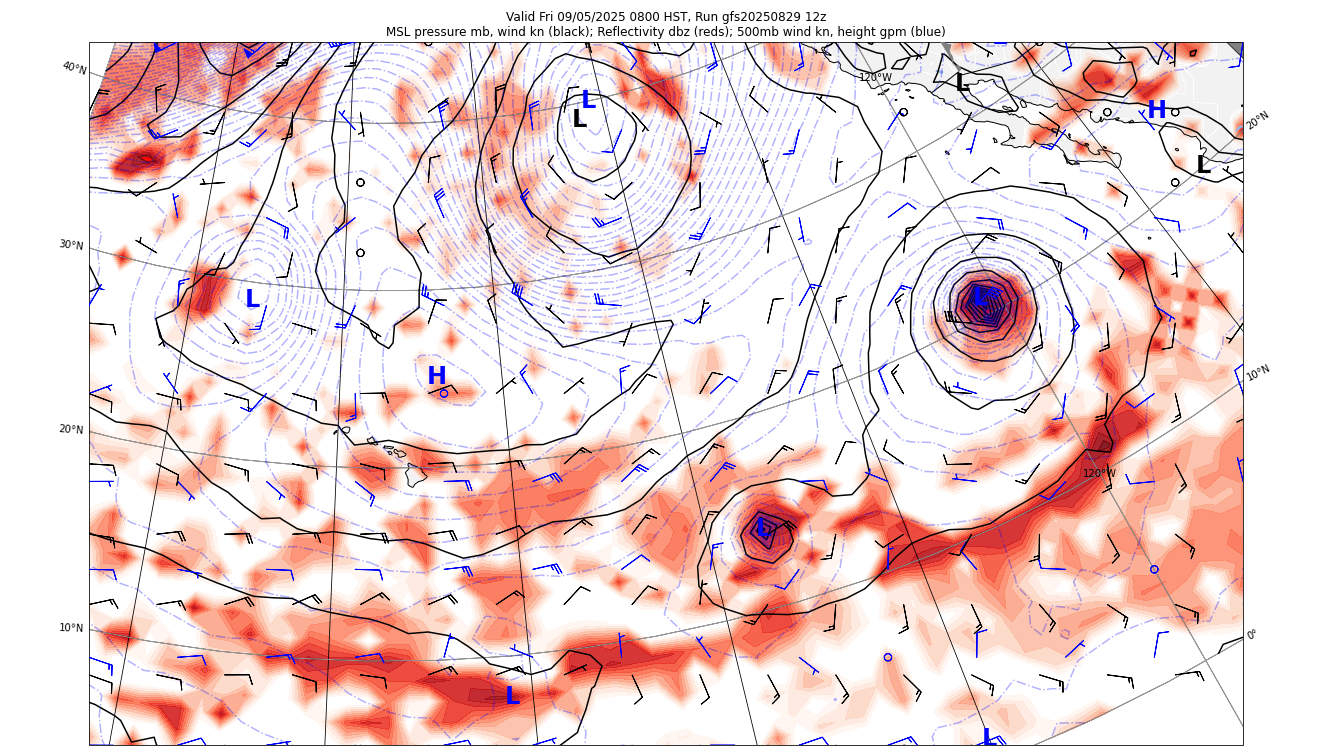 Valid Fri 09/05/2025 0800 HST, Run gfs20250829 12z
MSL pressure mb, wind kn (black); Reflectivity dbz (reds); 500mb wind kn, height gpm (blue)
40°N
120°W
L
L
L
H
20°N
L
30°N
L
L
H
10°N
20°N
120°W
L
10°N
0°
L
L